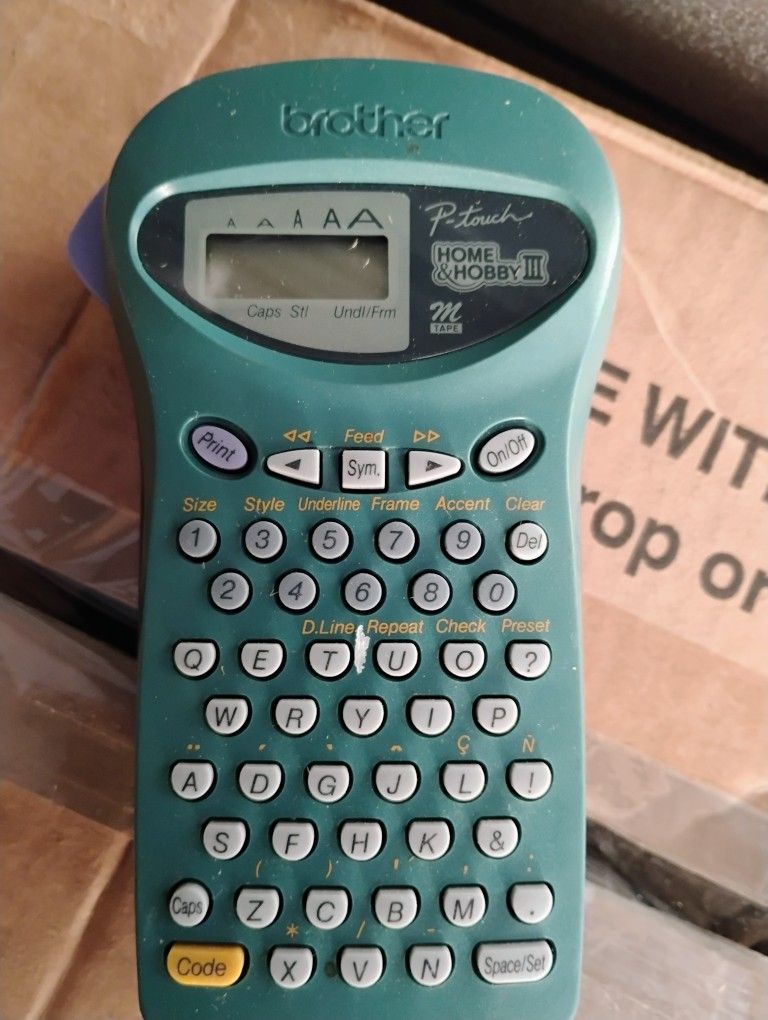 brother
A A A A A
P-touch
HOME
& HOBBY III
Caps Stl Undl/Frm
M
TAPE
Feed
Print Sym. On/Off
Size Style Underline Frame Accent Clear
1 3 5 7 9 Del
2 4 6 8 0
D.Line Repeat Check Preset
Q E T U O ?
W R Y I P
¨ ´ ` ^ Ç Ñ
A D G J L !
S F H K &
( ) ' , :
Caps Z C B M .
* / -
Code X V N Space/Set
E WIT
rop or